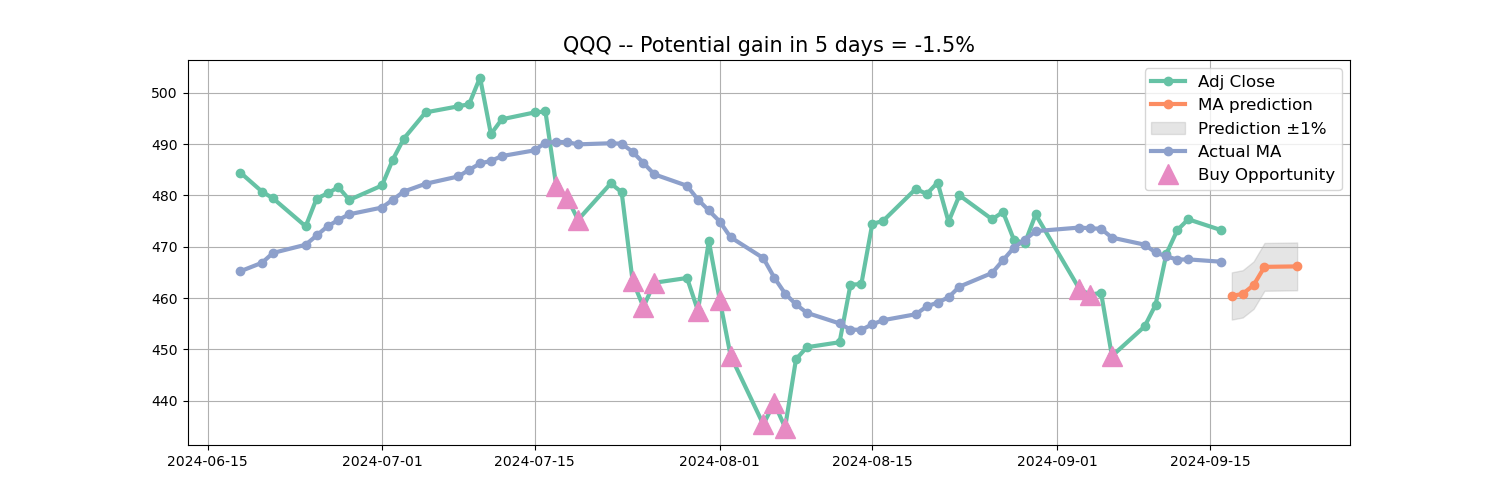 QQQ -- Potential gain in 5 days = -1.5%
Adj Close
MA prediction
Prediction ±1%
Actual MA
Buy Opportunity
500
490
480
470
460
450
440
2024-06-15 2024-07-01 2024-07-15 2024-08-01 2024-08-15 2024-09-01 2024-09-15